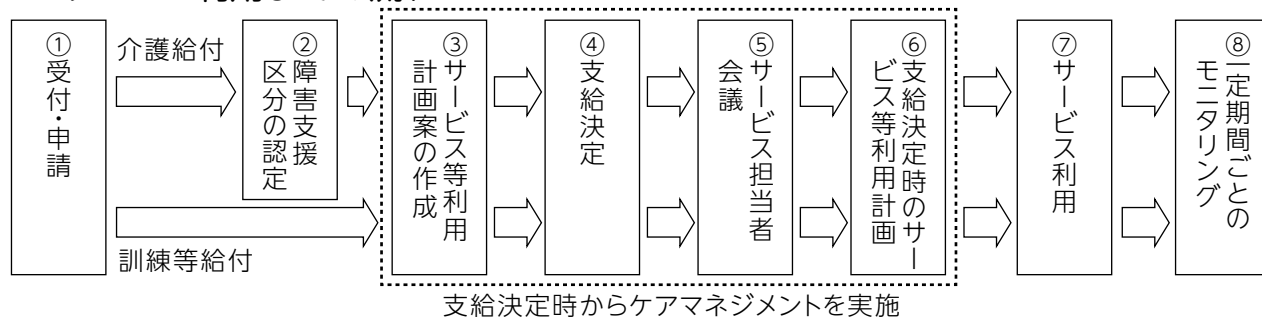 ①受付・申請
介護給付
訓練等給付
②障害支援
区分の認定
③サービス等利用
計画案の作成
④支給決定
⑤サービス担当者
会議
⑥支給決定時のサー
ビス等利用計画
⑦サービス利用
⑧一定期間ごとの
モニタリング
支給決定時からケアマネジメントを実施